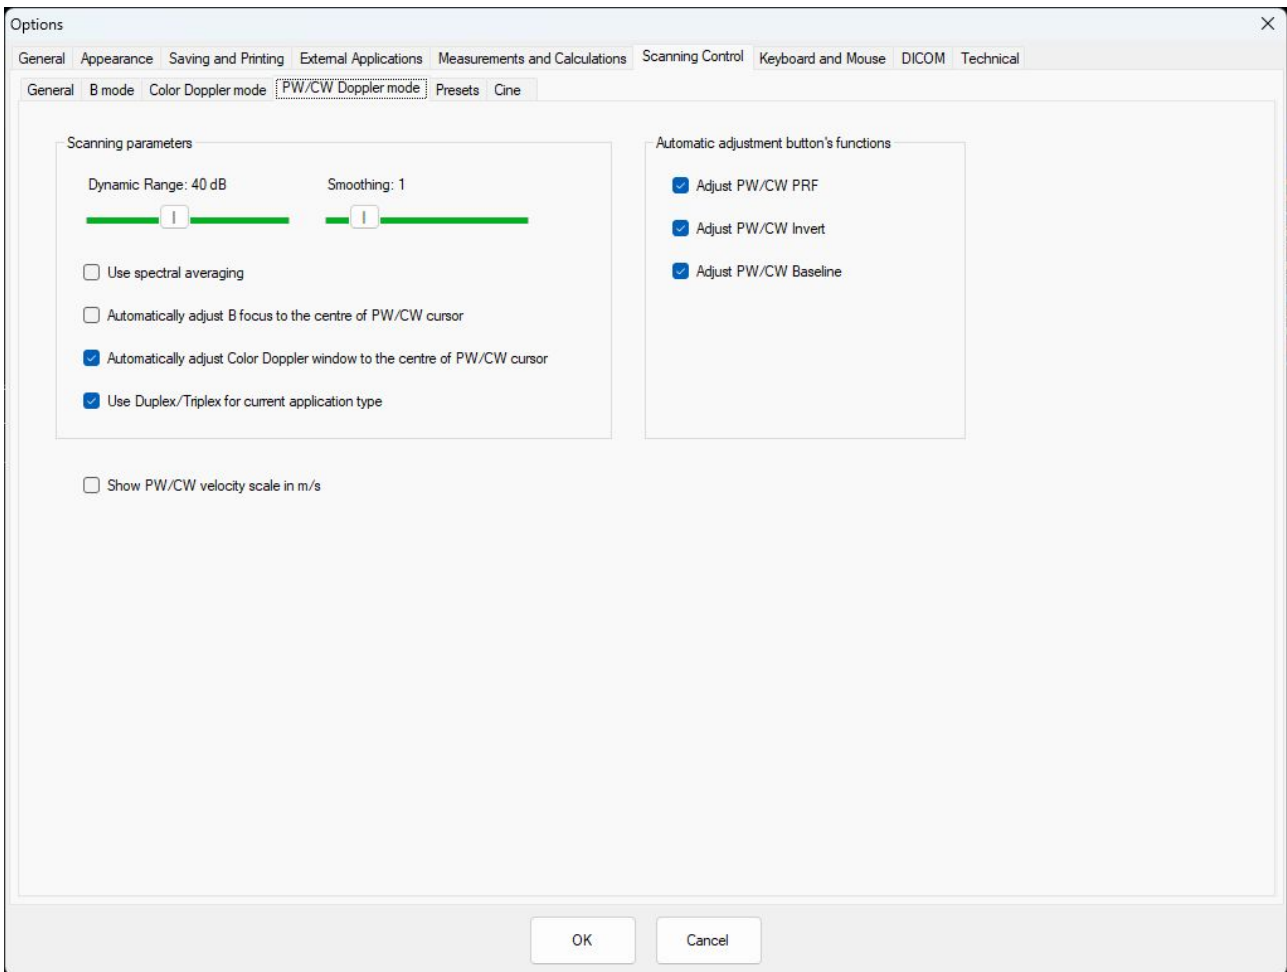 Options
General Appearance Saving and Printing External Applications Measurements and Calculations Scanning Control Keyboard and Mouse DICOM Technical
General B mode Color Doppler mode PW/CW Doppler mode Presets Cine
Scanning parameters
Dynamic Range: 40 dB Smoothing: 1
Use spectral averaging
Automatically adjust B focus to the centre of PW/CW cursor
Automatically adjust Color Doppler window to the centre of PW/CW cursor
Use Duplex/Triplex for current application type
Automatic adjustment button's functions
Adjust PW/CW PRF
Adjust PW/CW Invert
Adjust PW/CW Baseline
Show PW/CW velocity scale in m/s
OK Cancel